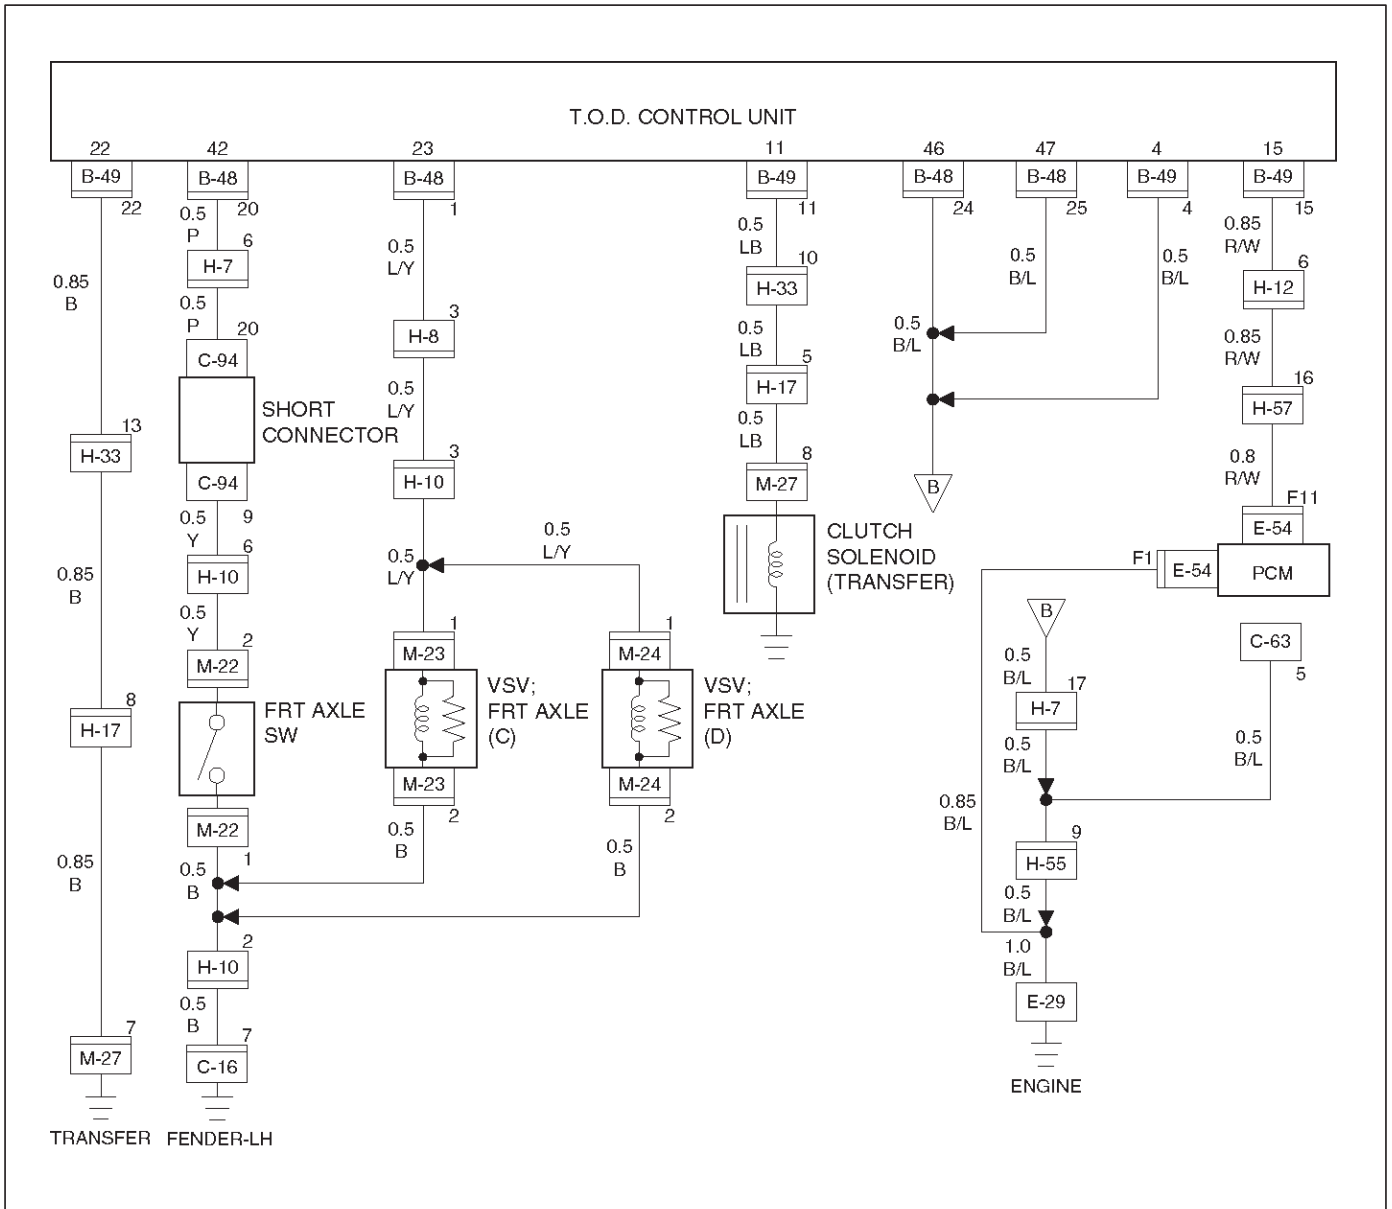 T.O.D. CONTROL UNIT
22 42 23 11 46 47 4 15
B-49 B-48 B-48 B-49 B-48 B-48 B-49 B-49
22 20 1 11 24 25 4 15
0.85
B
13
H-33
0.85
B
8
H-17
0.85
B
7
M-27
TRANSFER
0.5
P
6
H-7
0.5
P
20
C-94
SHORT
CONNECTOR
C-94
9
0.5
Y
6
H-10
0.5
Y
2
M-22
FRT AXLE
SW
M-22
1
0.5
B
2
H-10
0.5
B
7
C-16
FENDER-LH
0.5
L/Y
3
H-8
0.5
L/Y
3
H-10
0.5
L/Y
0.5
L/Y
1
M-23
VSV;
FRT AXLE
(C)
M-23
2
0.5
B
1
M-24
VSV;
FRT AXLE
(D)
M-24
2
0.5
B
0.5
LB
10
H-33
0.5
LB
5
H-17
0.5
LB
8
M-27
CLUTCH
SOLENOID
(TRANSFER)
0.5
B/L
0.5
B/L
0.5
B/L
B
0.85
R/W
6
H-12
0.85
R/W
16
H-57
0.8
R/W
F11
E-54
F1
E-54
PCM
C-63
5
0.5
B/L
B
0.5
B/L
17
H-7
0.5
B/L
0.85
B/L
9
H-55
0.5
B/L
1.0
B/L
E-29
ENGINE